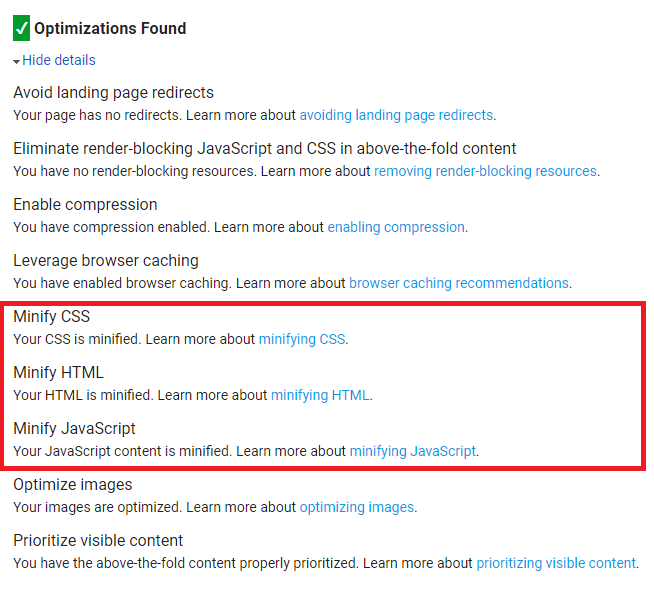 Optimizations Found
Hide details
Avoid landing page redirects
Your page has no redirects. Learn more about avoiding landing page redirects.
Eliminate render-blocking JavaScript and CSS in above-the-fold content
You have no render-blocking resources. Learn more about removing render-blocking resources.
Enable compression
You have compression enabled. Learn more about enabling compression.
Leverage browser caching
You have enabled browser caching. Learn more about browser caching recommendations.
Minify CSS
Your CSS is minified. Learn more about minifying CSS.
Minify HTML
Your HTML is minified. Learn more about minifying HTML.
Minify JavaScript
Your JavaScript content is minified. Learn more about minifying JavaScript.
Optimize images
Your images are optimized. Learn more about optimizing images.
Prioritize visible content
You have the above-the-fold content properly prioritized. Learn more about prioritizing visible content.